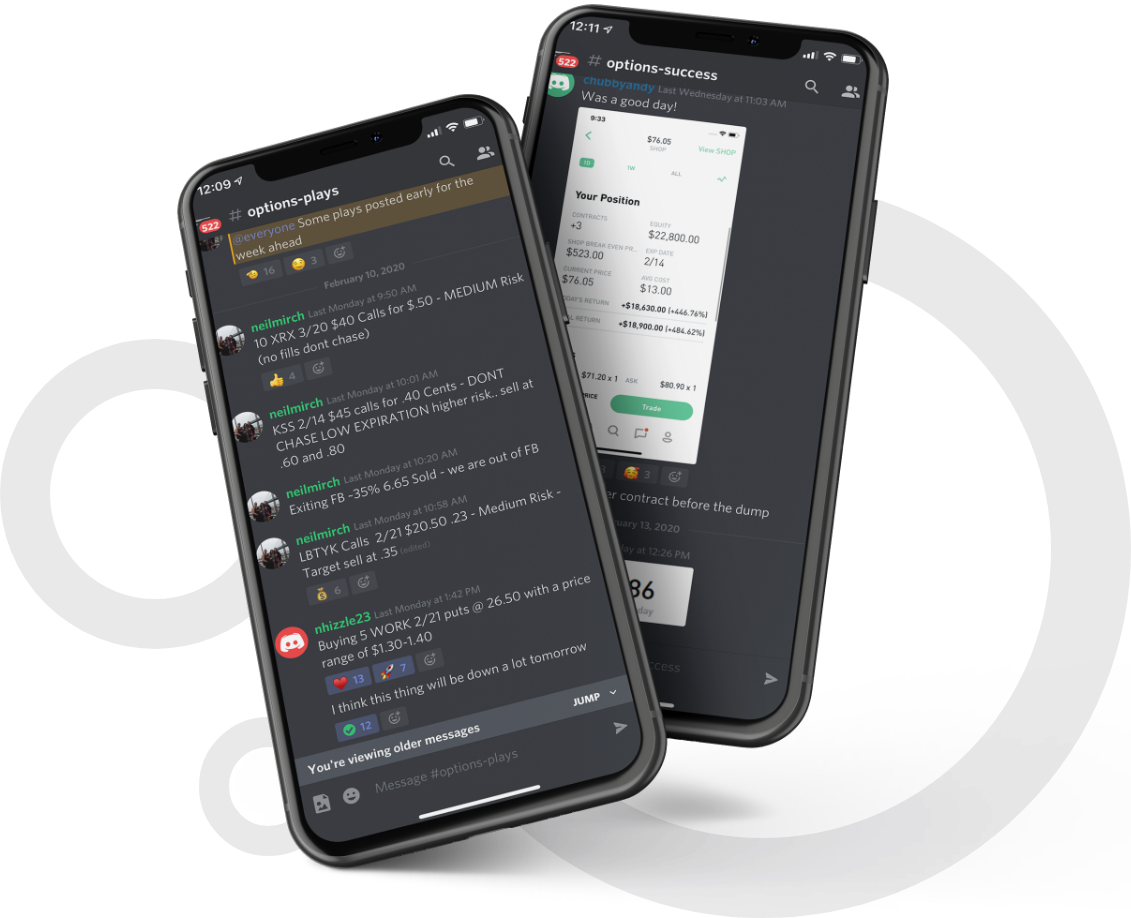 12:09
522
# options-plays
@everyone Some plays posted early for the
week ahead
16
3
February 10, 2020
neilmirch Last Monday at 9:50 AM
10 XRX 3/20 $40 Calls for $.50 - MEDIUM Risk
(no fills dont chase)
4
neilmirch Last Monday at 10:01 AM
KSS 2/14 $45 calls for .40 Cents - DONT
CHASE LOW EXPIRATION higher risk.. sell at
.60 and .80
neilmirch Last Monday at 10:20 AM
Exiting FB -35% 6.65 Sold - we are out of FB
neilmirch Last Monday at 10:58 AM
LBTYK Calls 2/21 $20.50 .23 - Medium Risk -
Target sell at .35 (edited)
6
nhizzle23 Last Monday at 1:42 PM
Buying 5 WORK 2/21 puts @ 26.50 with a price
range of $1.30-1.40
13
7
I think this thing will be down a lot tomorrow
12
JUMP
You're viewing older messages
Message #options-plays
12:11
522
# options-success
chubbyandy Last Wednesday at 11:03 AM
Was a good day!
9:33
$76.05
SHOP
View SHOP
1D
1W
ALL
Your Position
CONTRACTS
+3
EQUITY
$22,800.00
SHOP BREAK EVEN PR...
$523.00
EXP DATE
2/14
CURRENT PRICE
$76.05
AVG COST
$13.00
DAY'S RETURN +$18,630.00 (+446.76%)
RETURN +$18,900.00 (+484.62%)
$71.20 x 1 ASK $80.90 x 1
PRICE
Trade
3
er contract before the dump
uary 13, 2020
ay at 12:26 PM
86
day
uccess